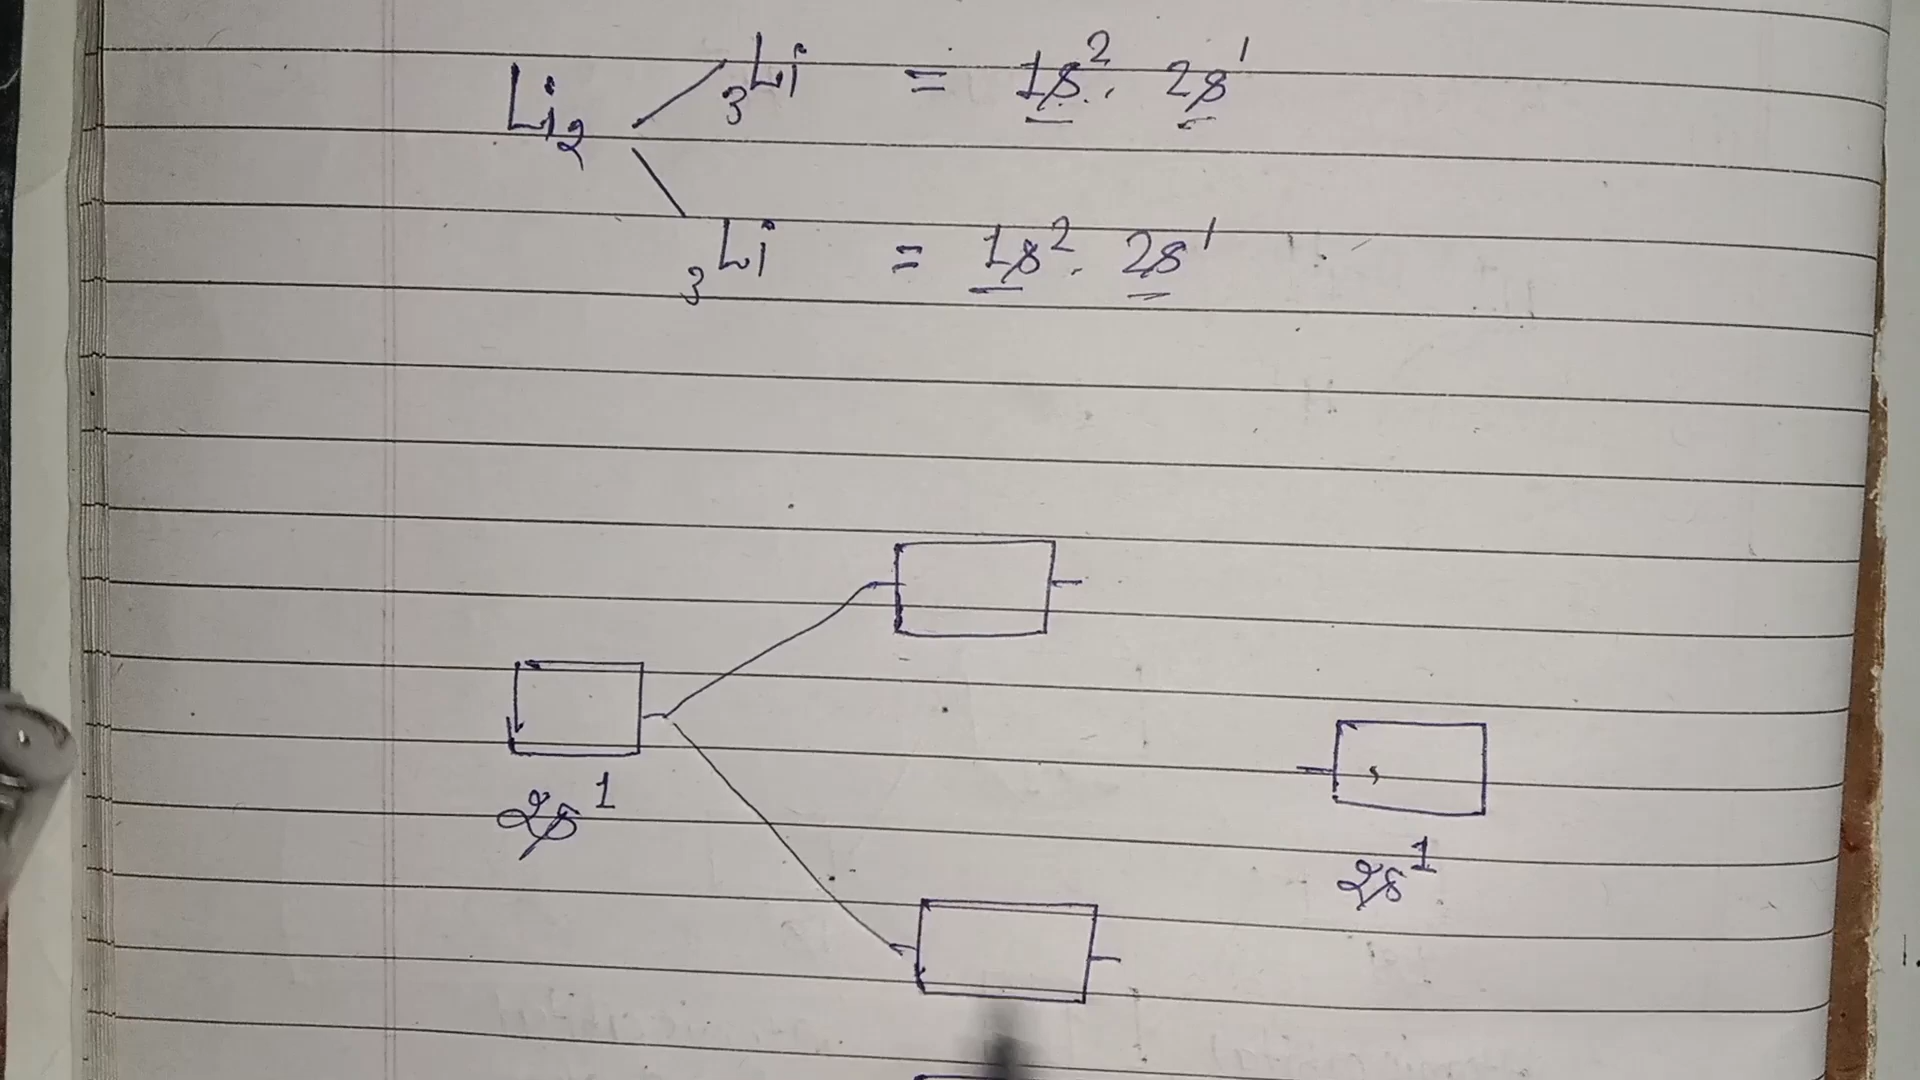 Li₂
₃Li = 1s². 2s¹
₃Li = 1s². 2s¹
2s¹
2s¹